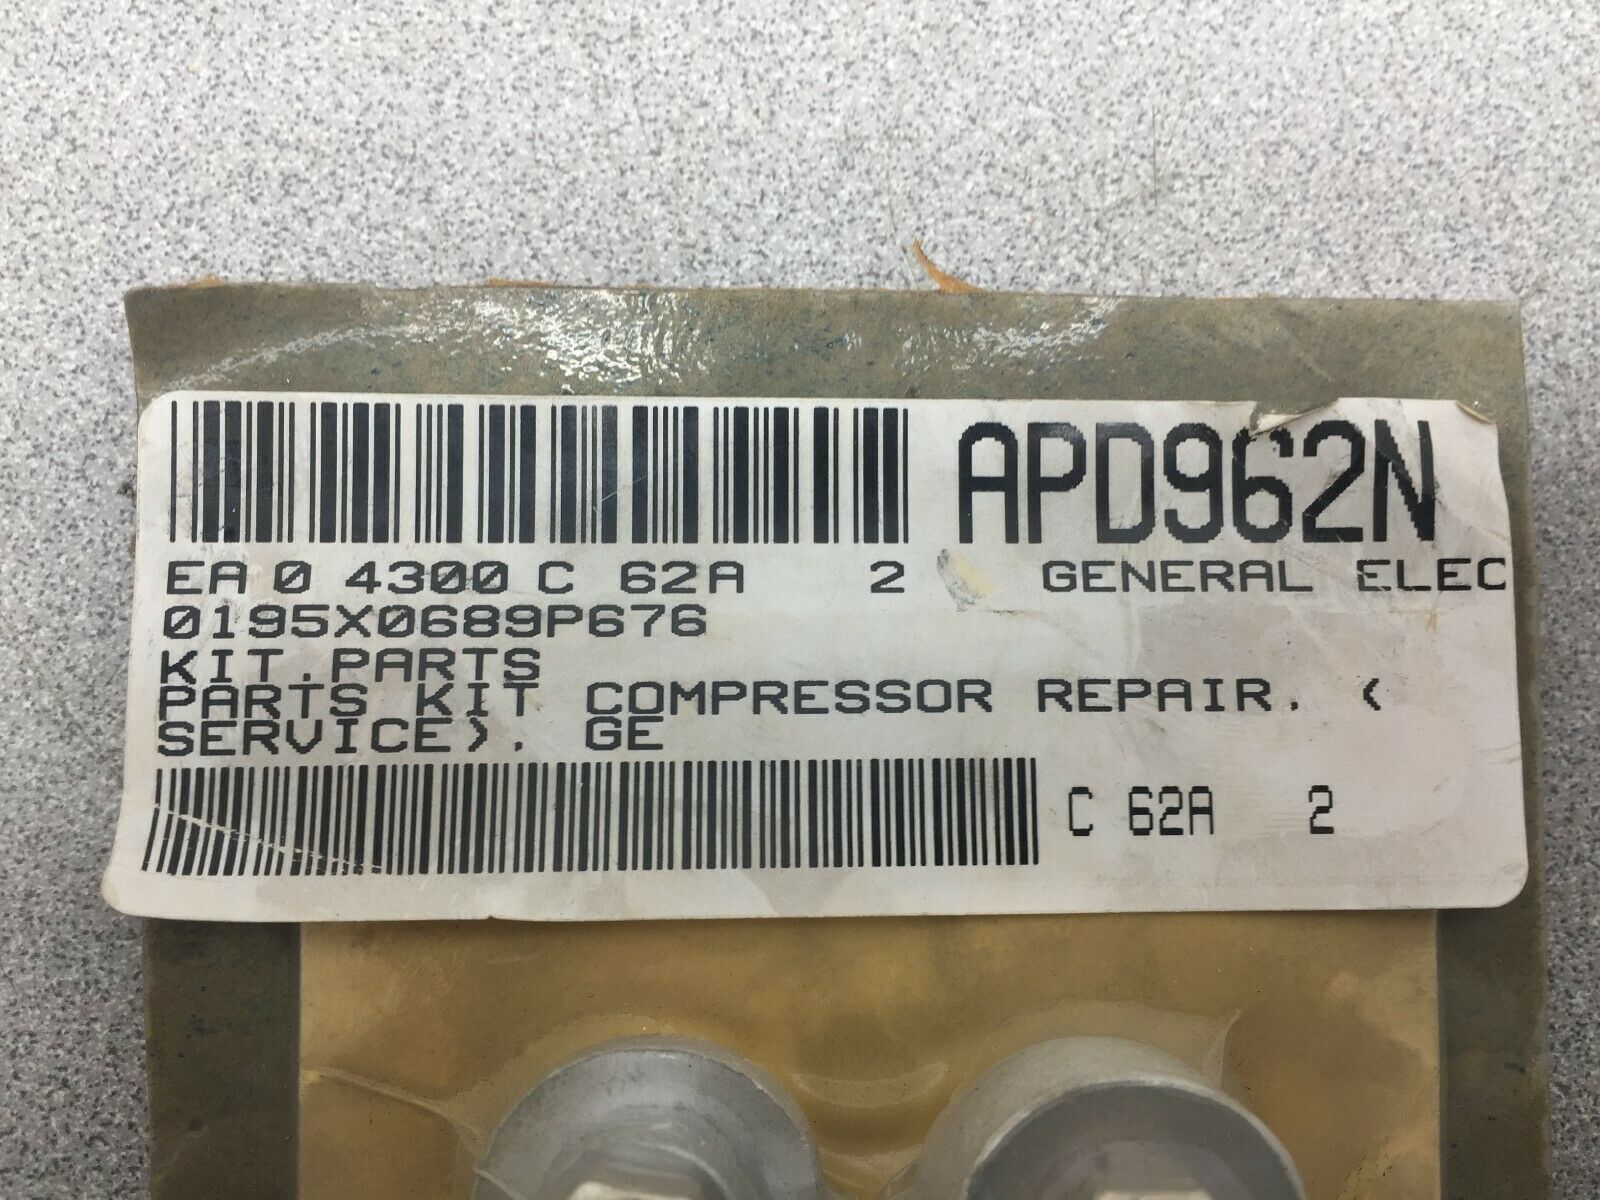 APD962N
EA 0 4300 C 62A 2 GENERAL ELEC
0195X0689P676
KIT.PARTS
PARTS KIT COMPRESSOR REPAIR. <
SERVICE>. GE
C 62A 2